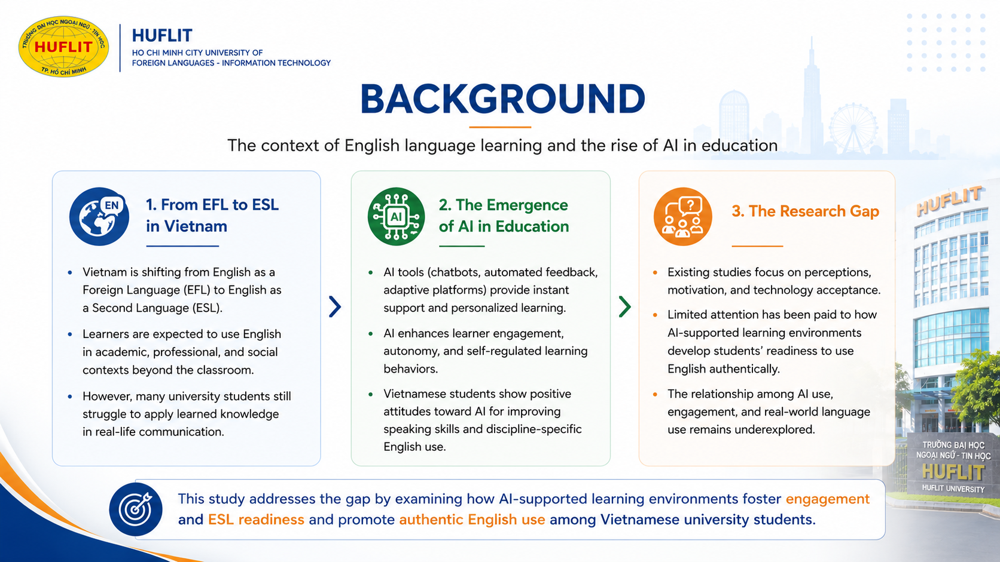 TRƯỜNG ĐẠI HỌC NGOẠI NGỮ - TIN HỌC
HUFLIT
TP. HỒ CHÍ MINH
HUFLIT
HO CHI MINH CITY UNIVERSITY OF
FOREIGN LANGUAGES - INFORMATION TECHNOLOGY
BACKGROUND
The context of English language learning and the rise of AI in education
EN
1. From EFL to ESL
in Vietnam
• Vietnam is shifting from English as a
Foreign Language (EFL) to English as
a Second Language (ESL).
• Learners are expected to use English
in academic, professional, and social
contexts beyond the classroom.
• However, many university students still
struggle to apply learned knowledge
in real-life communication.
AI
2. The Emergence
of AI in Education
• AI tools (chatbots, automated feedback,
adaptive platforms) provide instant
support and personalized learning.
• AI enhances learner engagement,
autonomy, and self-regulated learning
behaviors.
• Vietnamese students show positive
attitudes toward AI for improving
speaking skills and discipline-specific
English use.
?
3. The Research Gap
• Existing studies focus on perceptions,
motivation, and technology acceptance.
• Limited attention has been paid to how
AI-supported learning environments
develop students' readiness to use
English authentically.
• The relationship among AI use,
engagement, and real-world language
use remains underexplored.
HUFLIT
TRƯỜNG BAỊ HỌC
NGOẠI NGỮ - TIN HỌC
HUFLIT
HUFLIT UNIVERSITY
This study addresses the gap by examining how AI-supported learning environments foster engagement
and ESL readiness and promote authentic English use among Vietnamese university students.